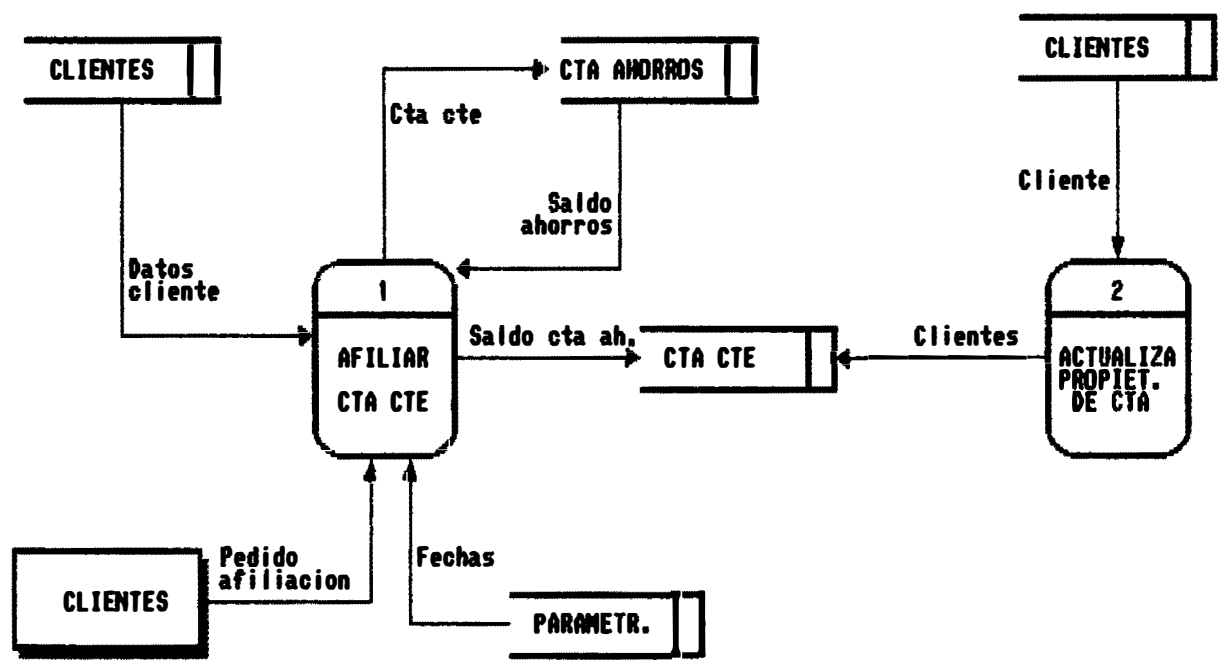 CLIENTES
CTA AHORROS
CLIENTES
Cta cte
Cliente
Saldo
ahorros
Datos
cliente
1
AFILIAR
CTA CTE
Saldo cta ah.
CTA CTE
Clientes
2
ACTUALIZA
PROPIET.
DE CTA
Pedido
afiliacion
Fechas
CLIENTES
PARAMETR.